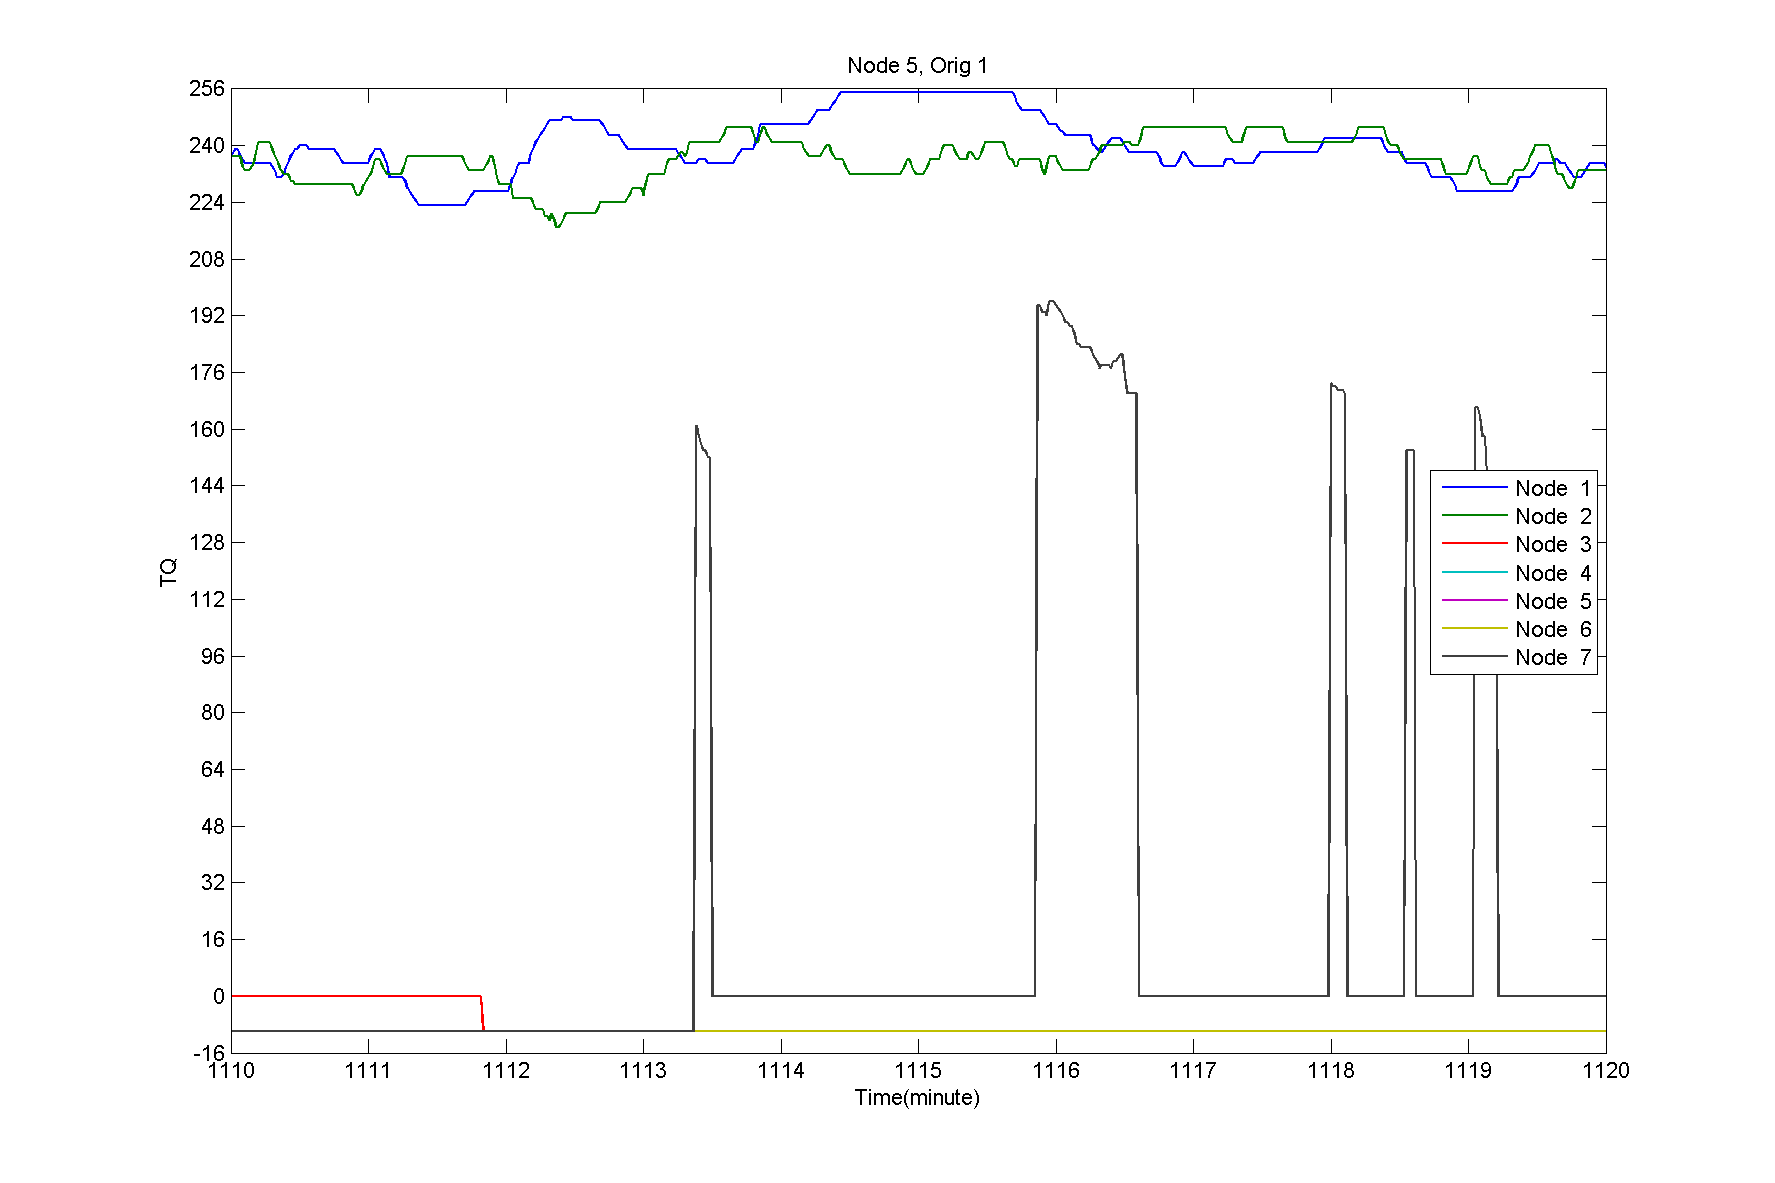 Node 5, Orig 1
256
240
224
208
192
176
160
144
128
112
96
80
64
48
32
16
0
-16
TQ
Node 1
Node 2
Node 3
Node 4
Node 5
Node 6
Node 7
1110 1111 1112 1113 1114 1115 1116 1117 1118 1119 1120
Time(minute)